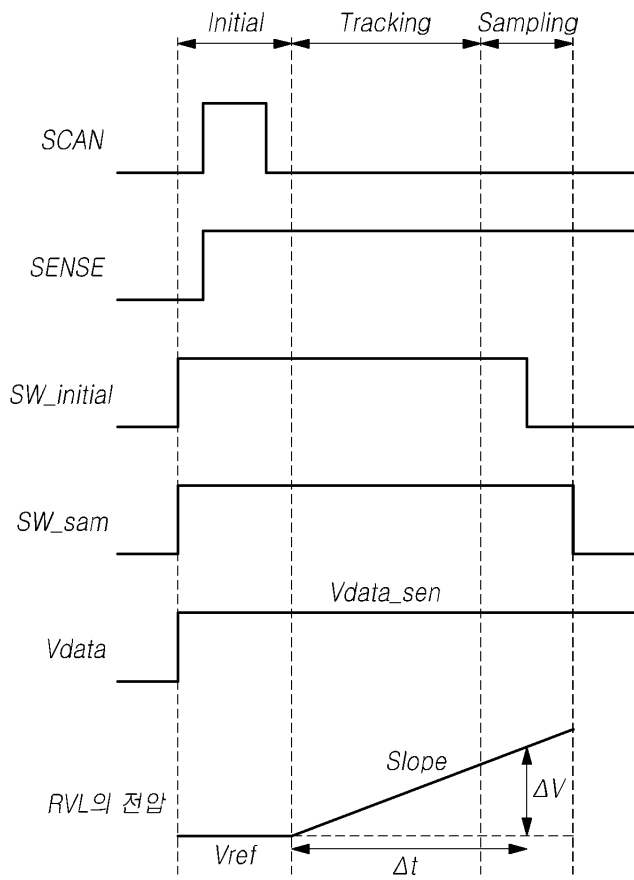 Initial
Tracking
Sampling
SCAN
SENSE
SW_initial
SW_sam
Vdata_sen
Vdata
Slope
RVL의 전압
ΔV
Vref
Δt